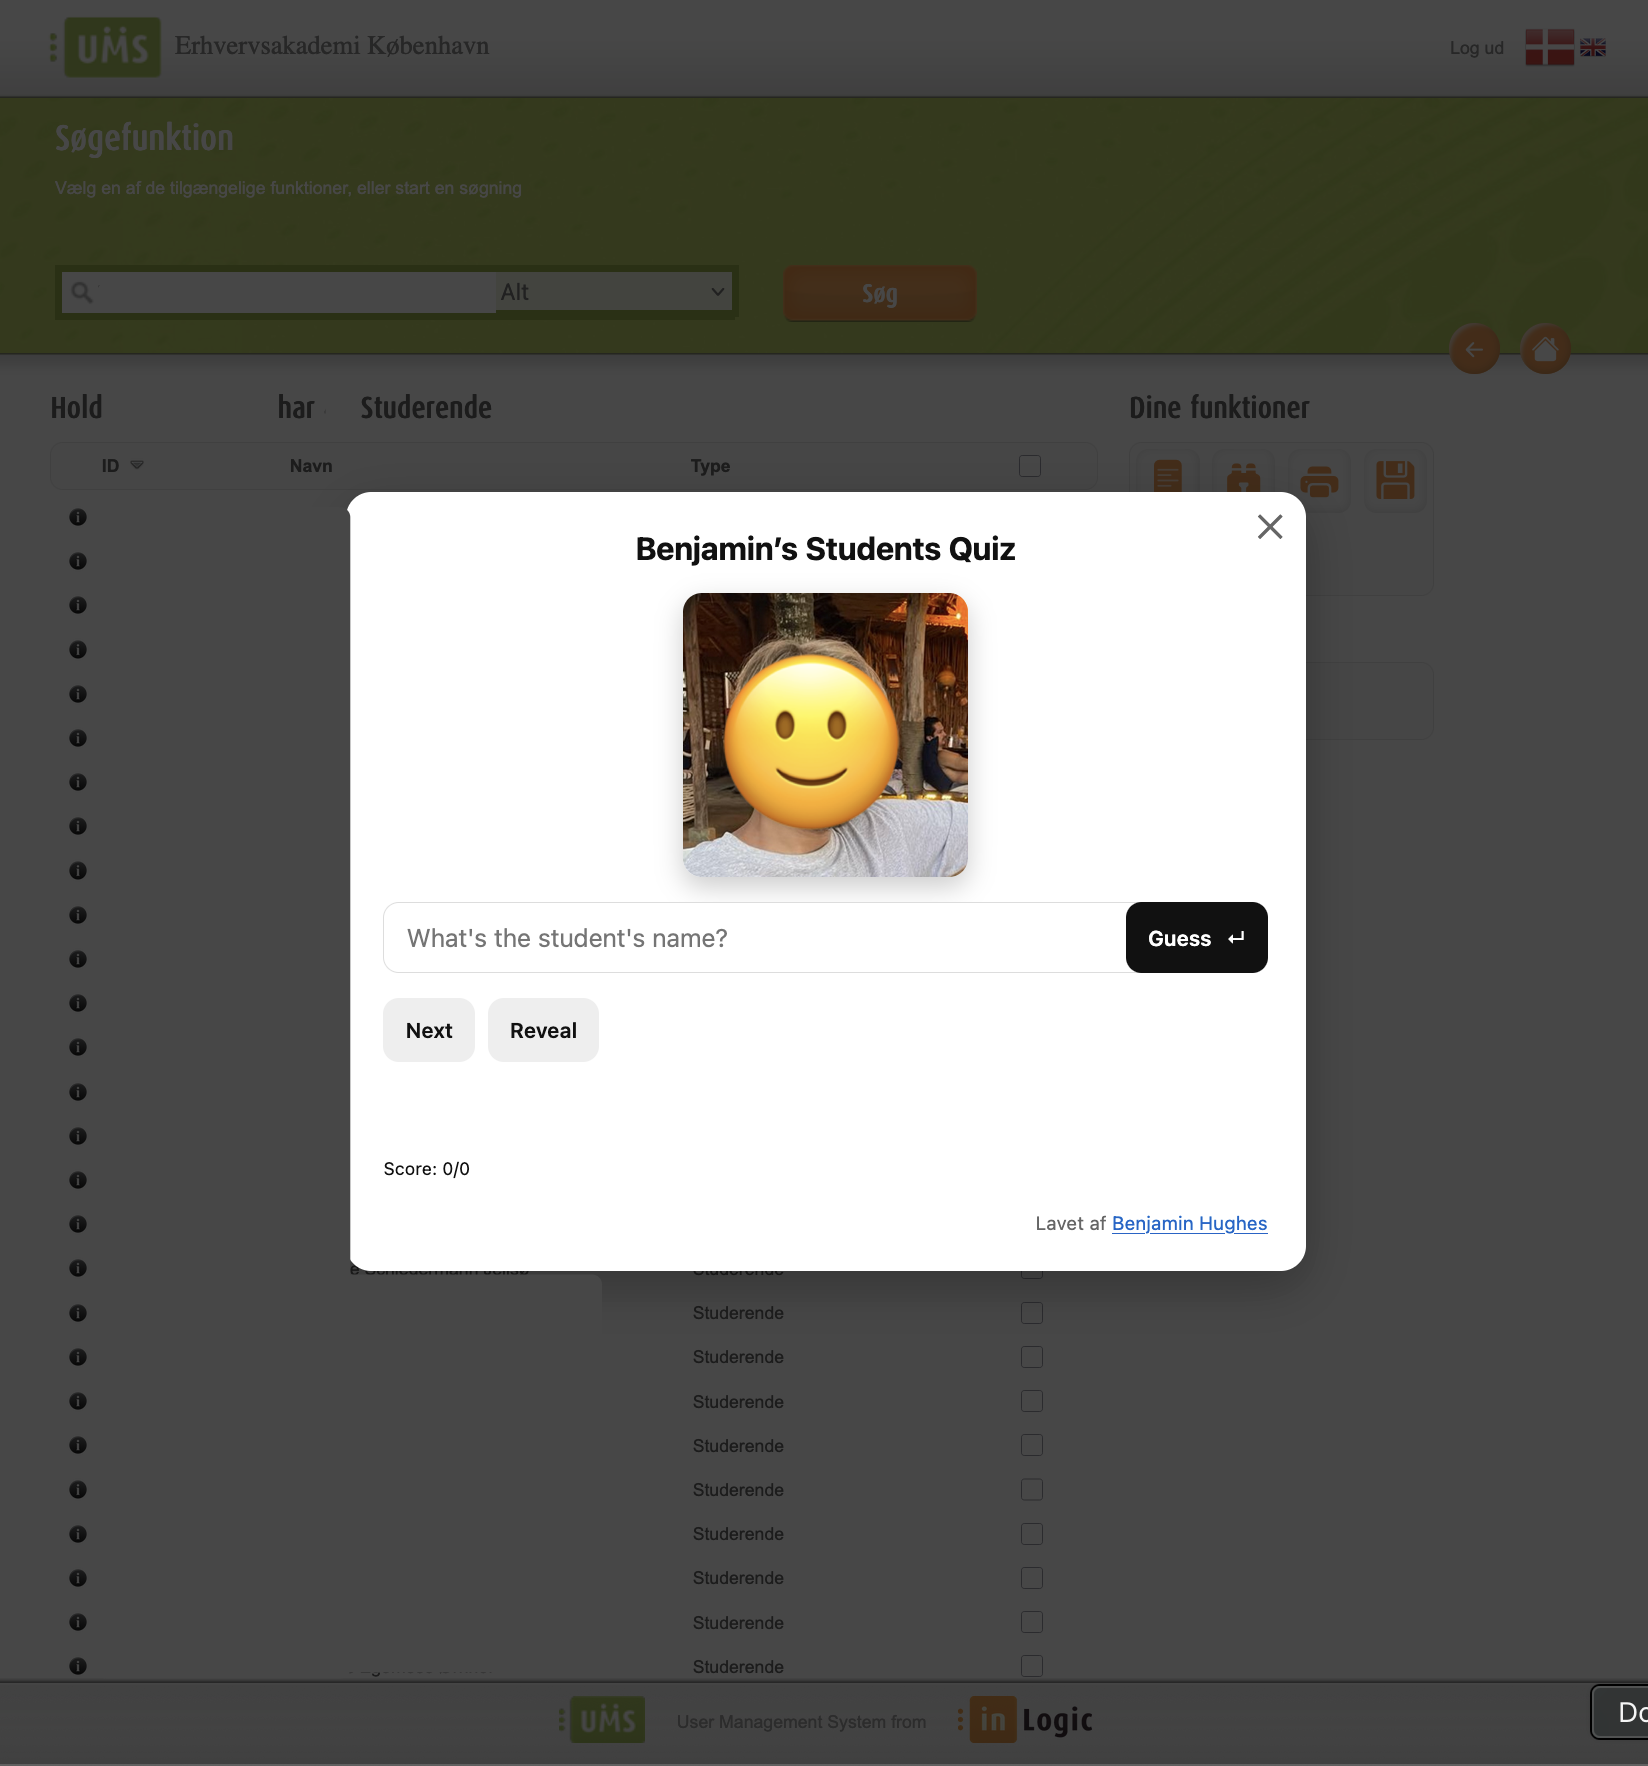 UMS Erhvervsakademi København
Log ud
Søgefunktion
Vælg en af de tilgængelige funktioner, eller start en søgning
Alt
Søg
Hold har Studerende
Dine funktioner
ID Navn Type
Benjamin’s Students Quiz
What's the student's name?
Guess ↵
Next Reveal
Score: 0/0
Lavet af Benjamin Hughes
Studerende
Studerende
Studerende
Studerende
Studerende
Studerende
Studerende
Studerende
Studerende
UMS User Management System from in Logic